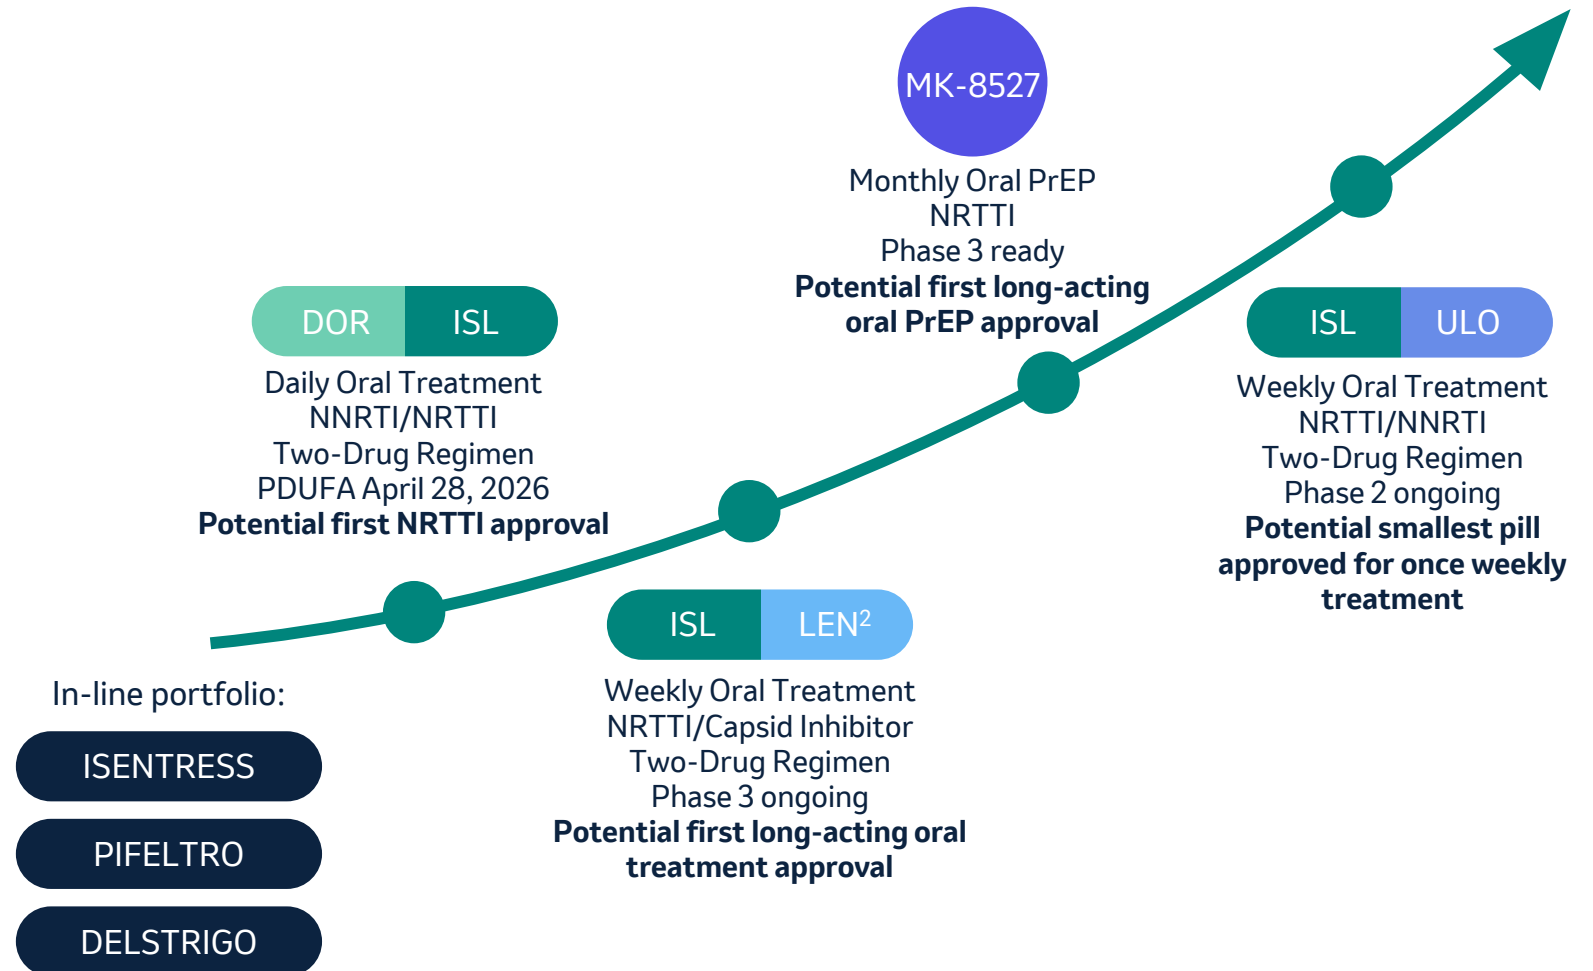 MK-8527
Monthly Oral PrEP
NRTTI
Phase 3 ready
Potential first long-acting
oral PrEP approval
DOR ISL
Daily Oral Treatment
NNRTI/NRTTI
Two-Drug Regimen
PDUFA April 28, 2026
Potential first NRTTI approval
ISL ULO
Weekly Oral Treatment
NRTTI/NNRTI
Two-Drug Regimen
Phase 2 ongoing
Potential smallest pill
approved for once weekly
treatment
ISL LEN²
Weekly Oral Treatment
NRTTI/Capsid Inhibitor
Two-Drug Regimen
Phase 3 ongoing
Potential first long-acting oral
treatment approval
In-line portfolio:
ISENTRESS
PIFELTRO
DELSTRIGO